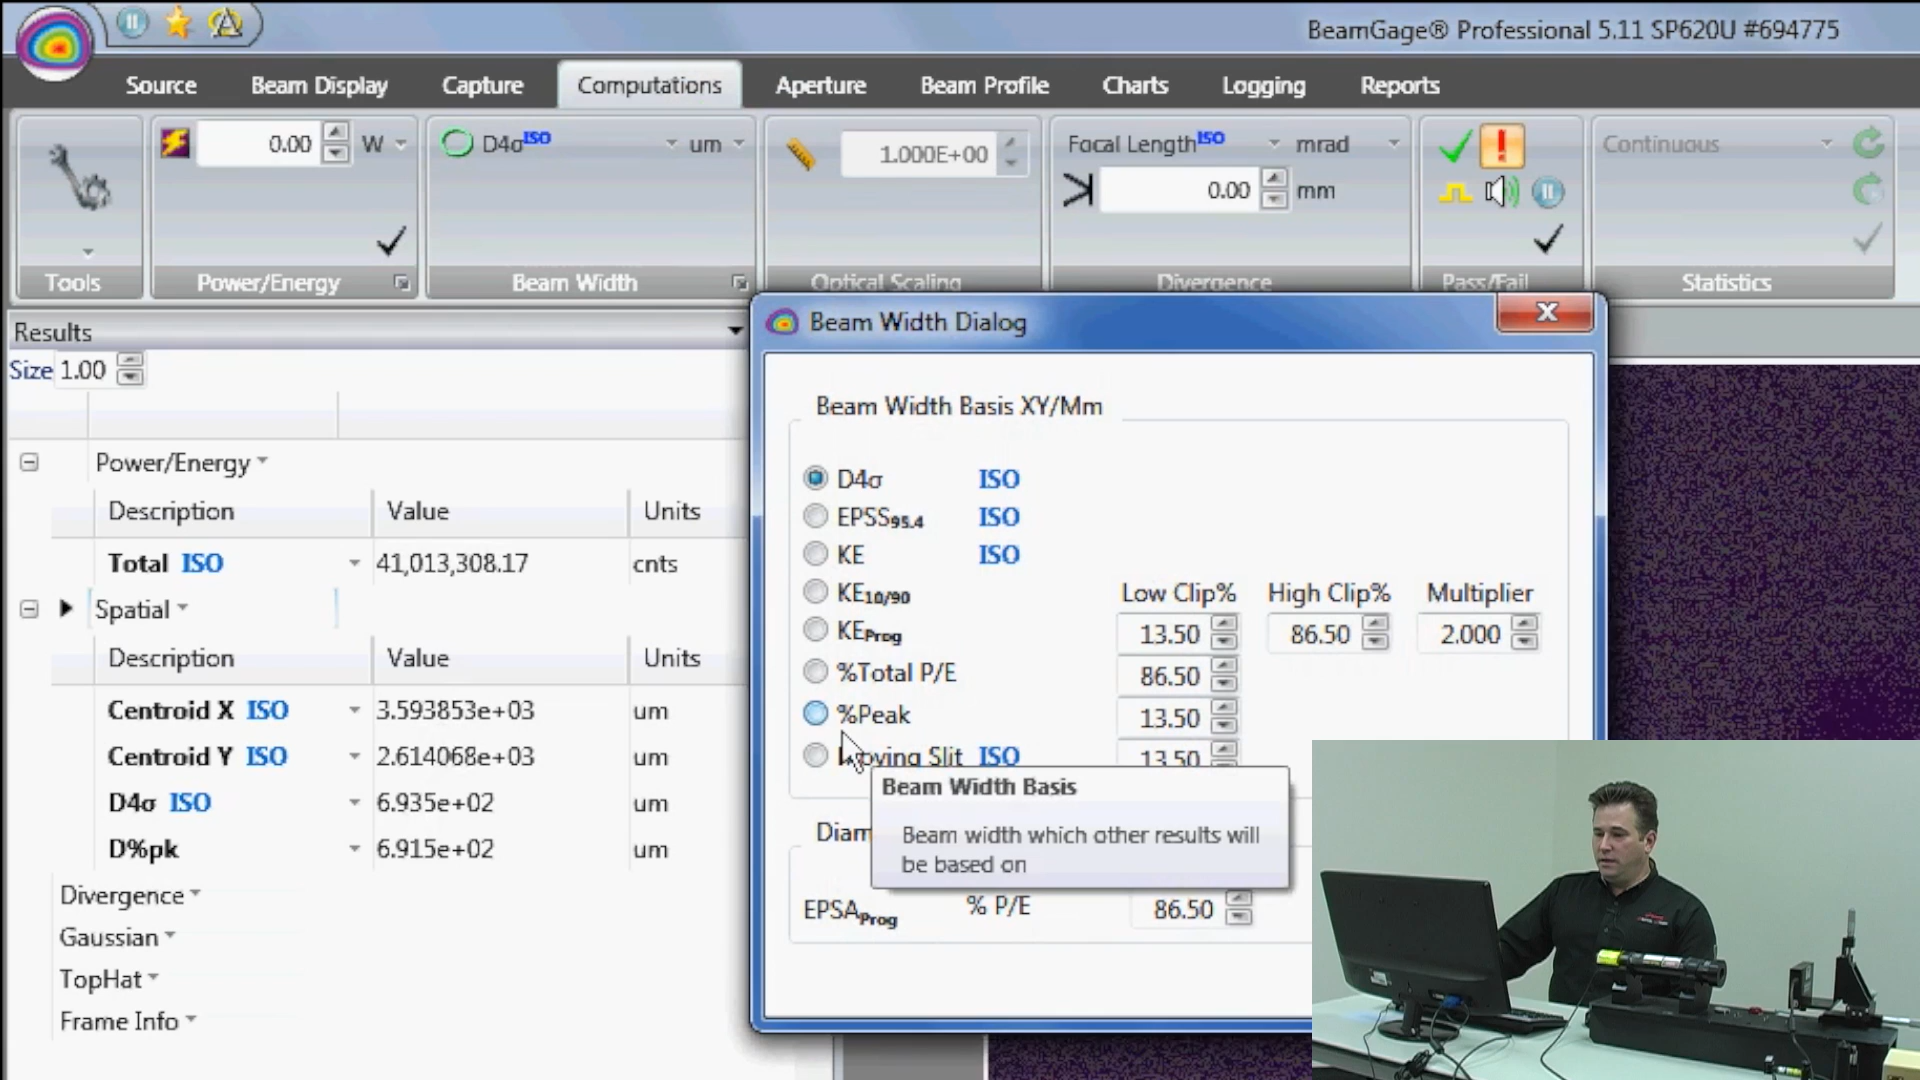 BeamGage® Professional 5.11 SP620U #694775
Source Beam Display Capture Computations Aperture Beam Profile Charts Logging Reports
0.00 W D4σISO um 1.000E+00 Focal LengthISO mrad Continuous
0.00 mm
Tools Power/Energy Beam Width Optical Scaling Divergence Pass/Fail Statistics
Results
Size 1.00
Power/Energy
Description Value Units
Total ISO 41,013,308.17 cnts
Spatial
Description Value Units
Centroid X ISO 3.593853e+03 um
Centroid Y ISO 2.614068e+03 um
D4σ ISO 6.935e+02 um
D%pk 6.915e+02 um
Divergence
Gaussian
TopHat
Frame Info
Beam Width Dialog
Beam Width Basis XY/Mm
D4σ ISO
EPSS95.4 ISO
KE ISO
KE10/90 Low Clip% High Clip% Multiplier
KEProg 13.50 86.50 2.000
%Total P/E 86.50
%Peak 13.50
Moving Slit ISO 13.50
Beam Width Basis
Beam width which other results will
be based on
Diam
EPSAProg % P/E 86.50